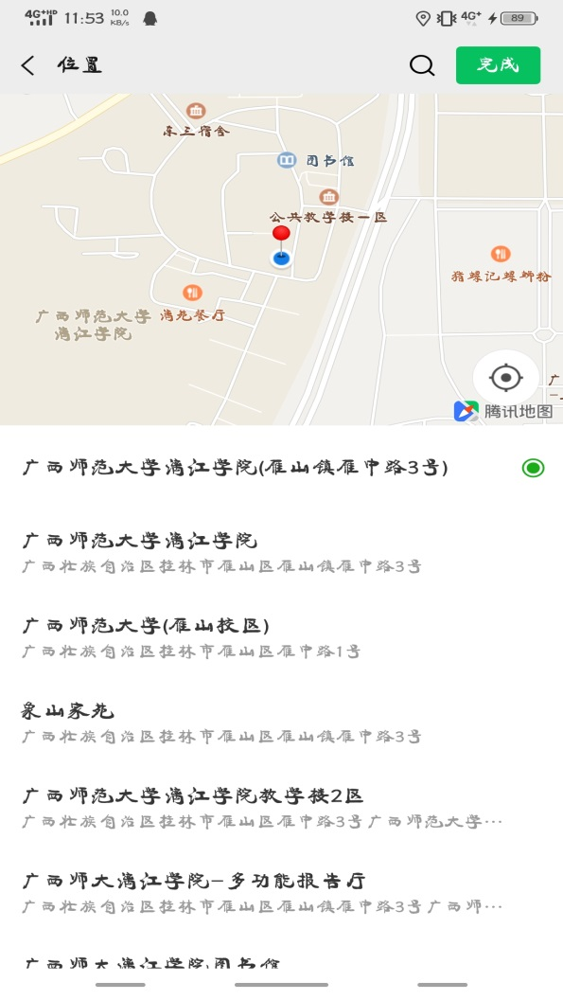 4G+HD 11:53 10.0 KB/s 4G+ 89
位置
完成
东三宿舍
图书馆
公共教学楼一区
猪螺记螺蛳粉
广西师范大学
漓江学院
漓苑餐厅
广
腾讯地图
广西师范大学漓江学院(雁山镇雁中路3号)
广西师范大学漓江学院
广西壮族自治区桂林市雁山区雁山镇雁中路3号
广西师范大学(雁山校区)
广西壮族自治区桂林市雁山区雁中路1号
象山家苑
广西壮族自治区桂林市雁山区雁山镇雁中路3号
广西师范大学漓江学院教学楼2区
广西壮族自治区桂林市雁山区雁中路3号广西师范大学…
广西师大漓江学院-多功能报告厅
广西壮族自治区桂林市雁山区雁山镇雁中路3号广西师…
广西师大漓江学院图书馆